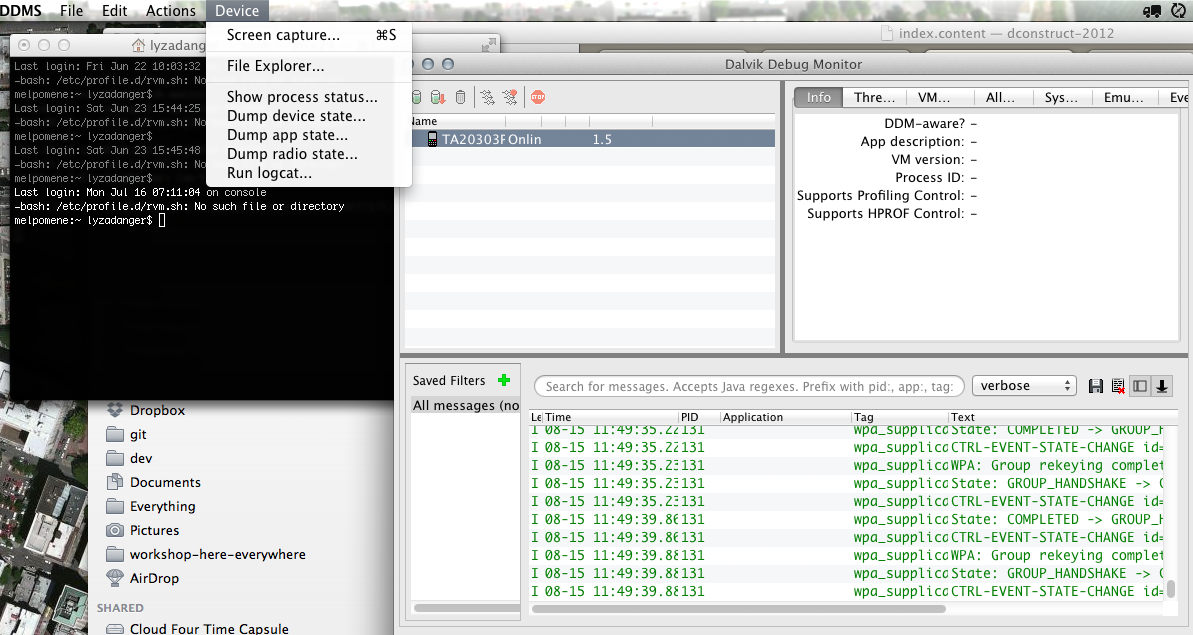 DDMS File Edit Actions Device
Screen capture... ⌘S
File Explorer...
Show process status...
Dump device state...
Dump app state...
Dump radio state...
Run logcat...
lyzadang
Last login: Fri Jun 22 10:03:32
-bash: /etc/profile.d/rvm.sh: No
melpomene:~ lyzadanger$
Last login: Sat Jun 23 15:44:25
-bash: /etc/profile.d/rvm.sh: No
melpomene:~ lyzadanger$
Last login: Sat Jun 23 15:45:48
-bash: /etc/profile.d/rvm.sh: No
melpomene:~ lyzadanger$
Last login: Mon Jul 16 07:11:04 on console
-bash: /etc/profile.d/rvm.sh: No such file or directory
melpomene:~ lyzadanger$
Dropbox
git
dev
Documents
Everything
Pictures
workshop-here-everywhere
AirDrop
SHARED
Cloud Four Time Capsule
index.content — dconstruct-2012
Dalvik Debug Monitor
STOP
Name
TA20303F Onlin 1.5
Info Thre... VM... All... Sys... Emu... Eve
DDM-aware? –
App description: –
VM version: –
Process ID: –
Supports Profiling Control: –
Supports HPROF Control: –
Saved Filters
All messages (no
Search for messages. Accepts Java regexes. Prefix with pid:, app:, tag:
verbose
Le Time PID Application Tag Text
I 08-15 11:49:35.22 131 wpa_supplica State: COMPLETED -> GROUP_H
I 08-15 11:49:35.22 131 wpa_supplica CTRL-EVENT-STATE-CHANGE id=
I 08-15 11:49:35.23 131 wpa_supplica WPA: Group rekeying complet
I 08-15 11:49:35.23 131 wpa_supplica State: GROUP_HANDSHAKE -> C
I 08-15 11:49:35.23 131 wpa_supplica CTRL-EVENT-STATE-CHANGE id=
I 08-15 11:49:39.86 131 wpa_supplica State: COMPLETED -> GROUP_H
I 08-15 11:49:39.86 131 wpa_supplica CTRL-EVENT-STATE-CHANGE id=
I 08-15 11:49:39.88 131 wpa_supplica WPA: Group rekeying complet
I 08-15 11:49:39.88 131 wpa_supplica State: GROUP_HANDSHAKE -> C
I 08-15 11:49:39.88 131 wpa_supplica CTRL-EVENT-STATE-CHANGE id=